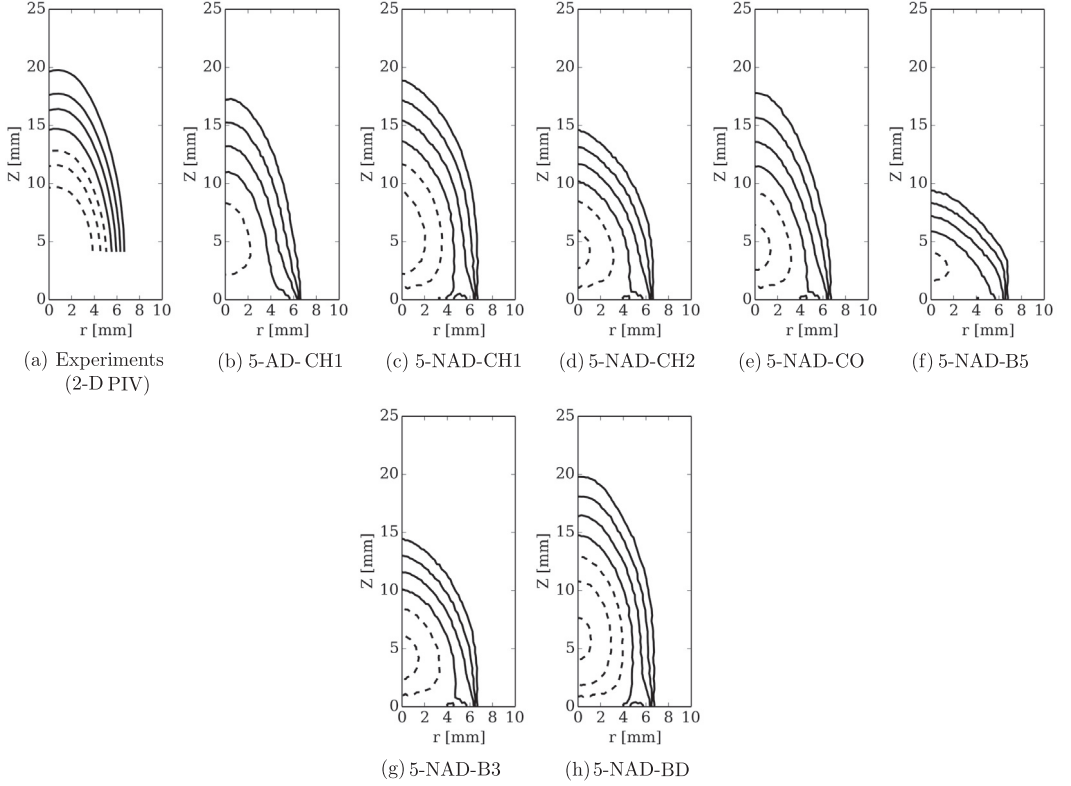 25 25 25 25 25 25
20 20 20 20 20 20
15 15 15 15 15 15
Z [mm] Z [mm] Z [mm] Z [mm] Z [mm] Z [mm]
10 10 10 10 10 10
5 5 5 5 5 5
0 0 0 0 0 0
0 2 4 6 8 10 0 2 4 6 8 10 0 2 4 6 8 10 0 2 4 6 8 10 0 2 4 6 8 10 0 2 4 6 8 10
r [mm] r [mm] r [mm] r [mm] r [mm] r [mm]
(a) Experiments (b) 5-AD- CH1 (c) 5-NAD-CH1 (d) 5-NAD-CH2 (e) 5-NAD-CO (f) 5-NAD-B5
(2-D PIV)
25 25
20 20
15 15
Z [mm] Z [mm]
10 10
5 5
0 0
0 2 4 6 8 10 0 2 4 6 8 10
r [mm] r [mm]
(g) 5-NAD-B3 (h) 5-NAD-BD